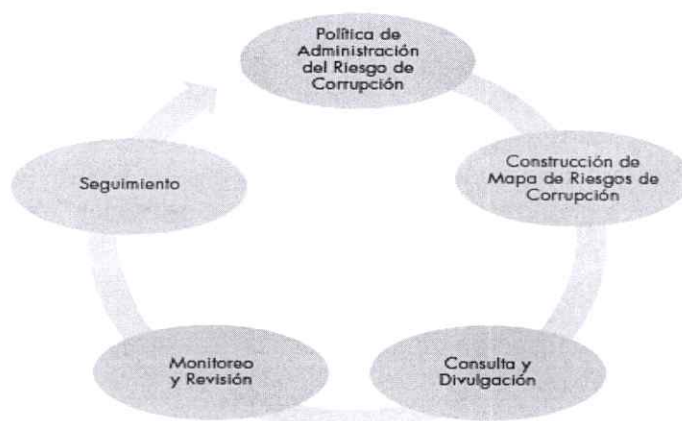 Política de
Administración
del Riesgo de
Corrupción
Construcción de
Mapa de Riesgos de
Corrupción
Consulta y
Divulgación
Monitoreo
y Revisión
Seguimiento